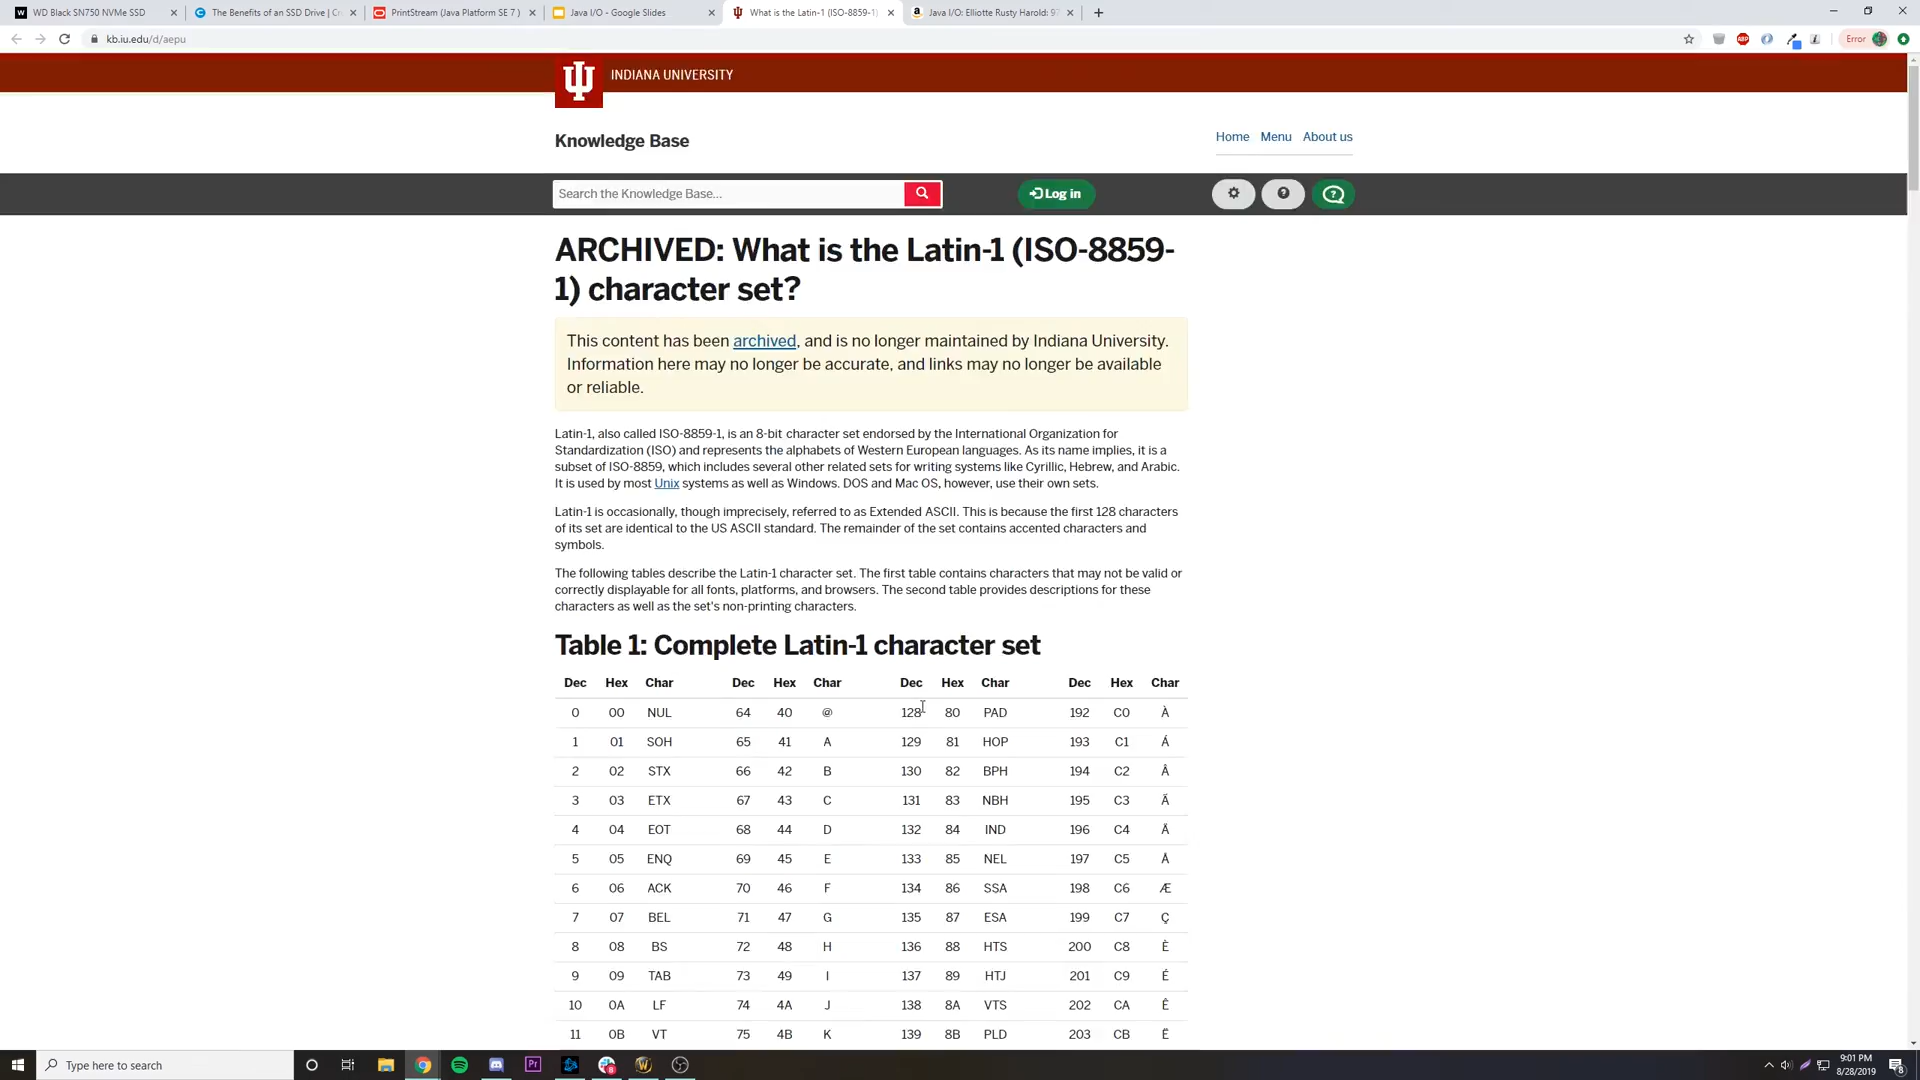 WD Black SN750 NVMe SSD
The Benefits of an SSD Drive | Cr
PrintStream (Java Platform SE 7 )
Java I/O - Google Slides
What is the Latin-1 (ISO-8859-1)
Java I/O: Elliotte Rusty Harold: 97
kb.iu.edu/d/aepu
ABP
Error
INDIANA UNIVERSITY
Knowledge Base
Home Menu About us
Search the Knowledge Base...
Log in
ARCHIVED: What is the Latin-1 (ISO-8859-
1) character set?
This content has been archived, and is no longer maintained by Indiana University.
Information here may no longer be accurate, and links may no longer be available
or reliable.
Latin-1, also called ISO-8859-1, is an 8-bit character set endorsed by the International Organization for
Standardization (ISO) and represents the alphabets of Western European languages. As its name implies, it is a
subset of ISO-8859, which includes several other related sets for writing systems like Cyrillic, Hebrew, and Arabic.
It is used by most Unix systems as well as Windows. DOS and Mac OS, however, use their own sets.
Latin-1 is occasionally, though imprecisely, referred to as Extended ASCII. This is because the first 128 characters
of its set are identical to the US ASCII standard. The remainder of the set contains accented characters and
symbols.
The following tables describe the Latin-1 character set. The first table contains characters that may not be valid or
correctly displayable for all fonts, platforms, and browsers. The second table provides descriptions for these
characters as well as the set's non-printing characters.
Table 1: Complete Latin-1 character set
Dec Hex Char Dec Hex Char Dec Hex Char Dec Hex Char
0 00 NUL 64 40 @ 128 80 PAD 192 C0 À
1 01 SOH 65 41 A 129 81 HOP 193 C1 Á
2 02 STX 66 42 B 130 82 BPH 194 C2 Â
3 03 ETX 67 43 C 131 83 NBH 195 C3 Ã
4 04 EOT 68 44 D 132 84 IND 196 C4 Ä
5 05 ENQ 69 45 E 133 85 NEL 197 C5 Å
6 06 ACK 70 46 F 134 86 SSA 198 C6 Æ
7 07 BEL 71 47 G 135 87 ESA 199 C7 Ç
8 08 BS 72 48 H 136 88 HTS 200 C8 È
9 09 TAB 73 49 I 137 89 HTJ 201 C9 É
10 0A LF 74 4A J 138 8A VTS 202 CA Ê
11 0B VT 75 4B K 139 8B PLD 203 CB Ë
Type here to search
Pr
9:01 PM
8/28/2019